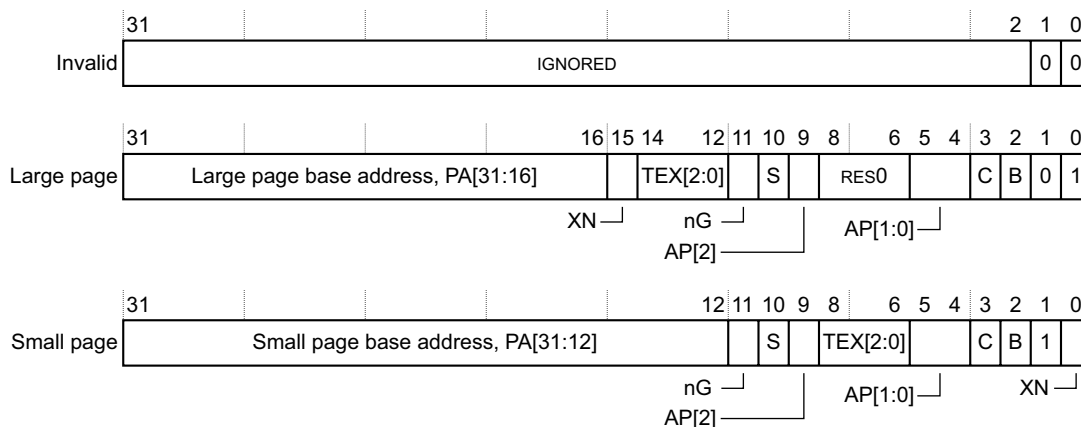 31 2 1 0
Invalid IGNORED 0 0
31 16 15 14 12 11 10 9 8 6 5 4 3 2 1 0
Large page Large page base address, PA[31:16] TEX[2:0] S RES0 C B 0 1
XN nG AP[1:0]
AP[2]
31 12 11 10 9 8 6 5 4 3 2 1 0
Small page Small page base address, PA[31:12] S TEX[2:0] C B 1
nG AP[1:0] XN
AP[2]